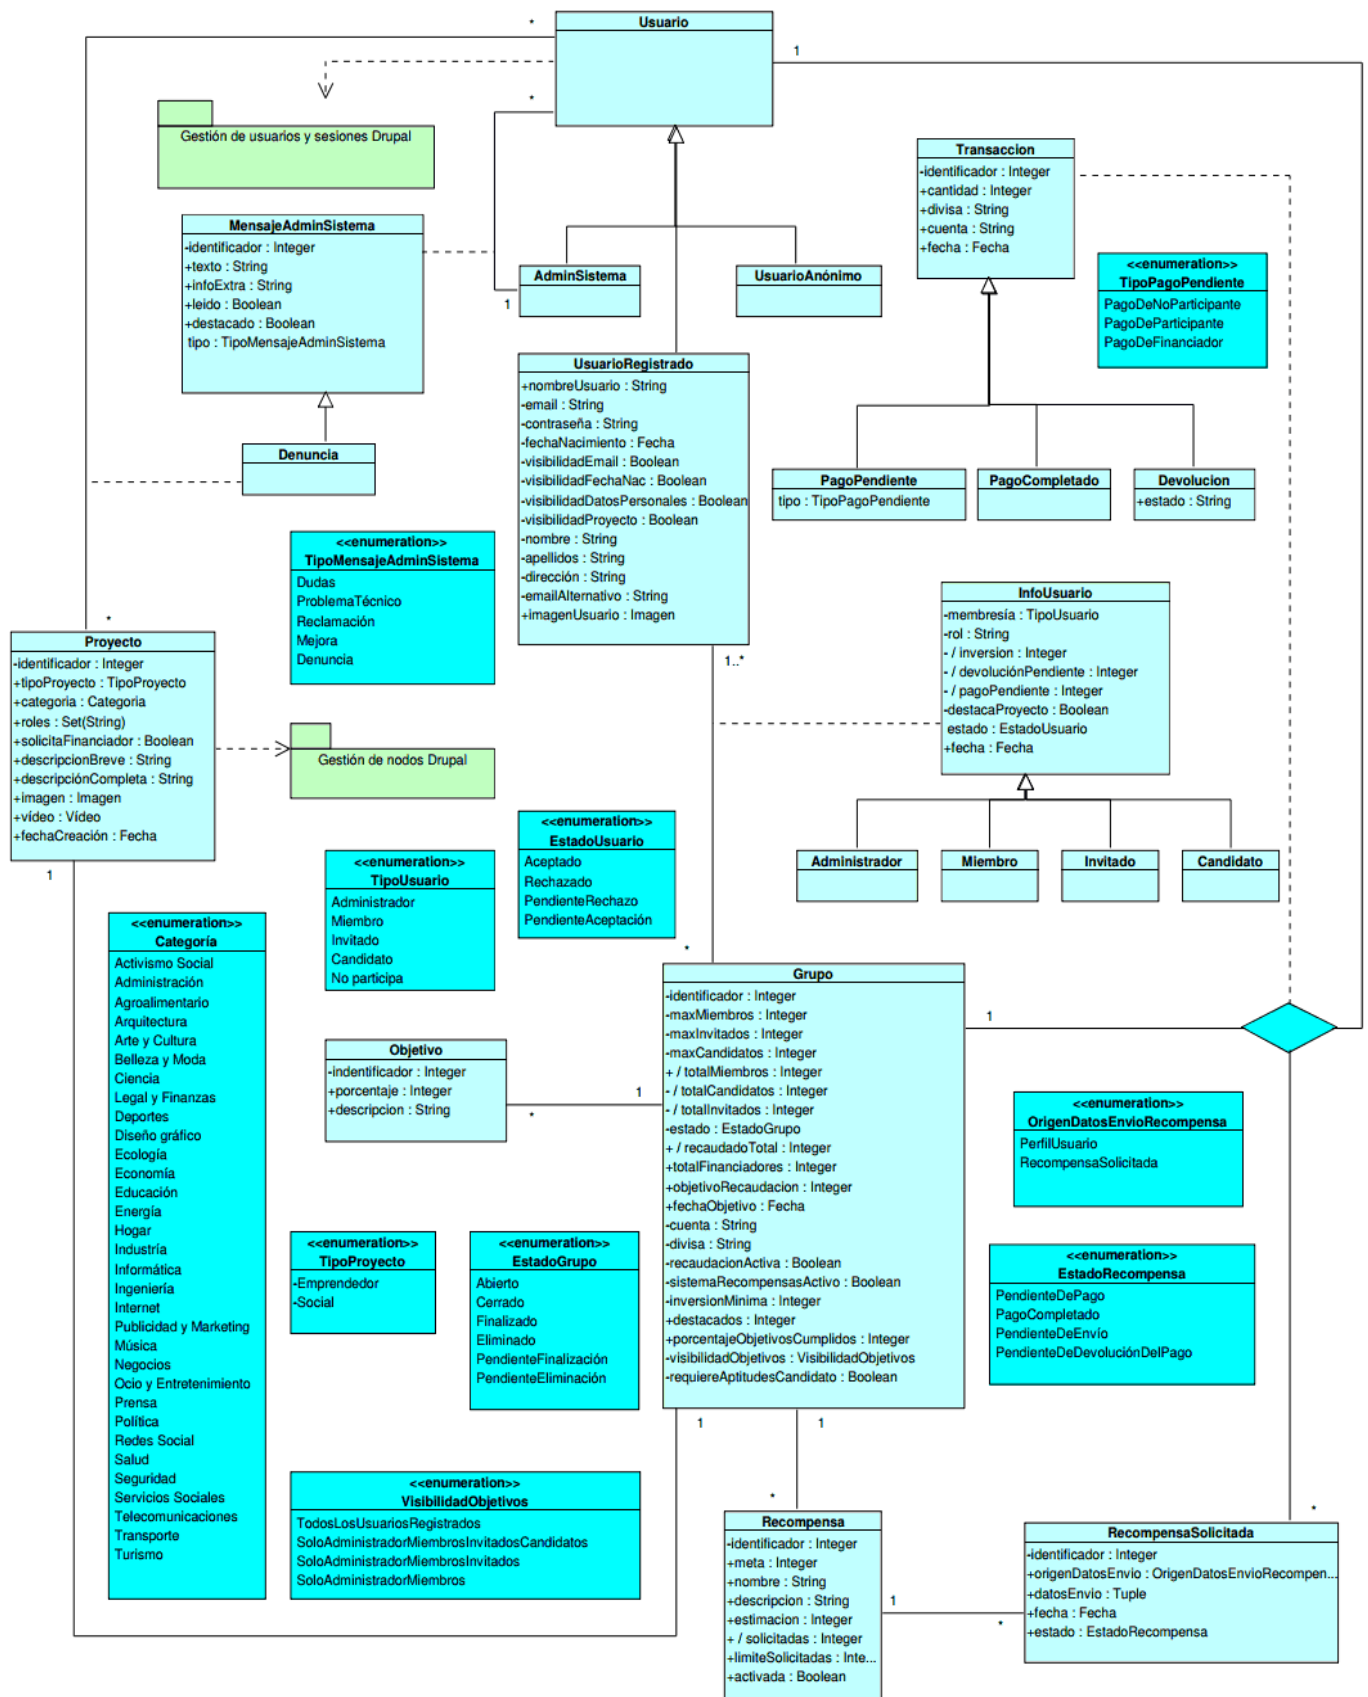 Usuario
*
1
*
Gestión de usuarios y sesiones Drupal
Transaccion
-identificador : Integer
+cantidad : Integer
+divisa : String
+cuenta : String
+fecha : Fecha
MensajeAdminSistema
-identificador : Integer
+texto : String
+infoExtra : String
+leido : Boolean
+destacado : Boolean
tipo : TipoMensajeAdminSistema
AdminSistema
1
UsuarioAnónimo
<<enumeration>>
TipoPagoPendiente
PagoDeNoParticipante
PagoDeParticipante
PagoDeFinanciador
UsuarioRegistrado
+nombreUsuario : String
-email : String
-contraseña : String
-fechaNacimiento : Fecha
-visibilidadEmail : Boolean
-visibilidadFechaNac : Boolean
-visibilidadDatosPersonales : Boolean
-visibilidadProyecto : Boolean
-nombre : String
-apellidos : String
-dirección : String
-emailAlternativo : String
+imagenUsuario : Imagen
1..*
Denuncia
PagoPendiente
tipo : TipoPagoPendiente
PagoCompletado
Devolucion
+estado : String
<<enumeration>>
TipoMensajeAdminSistema
Dudas
ProblemaTécnico
Reclamación
Mejora
Denuncia
InfoUsuario
-membresía : TipoUsuario
-rol : String
- / inversion : Integer
- / devoluciónPendiente : Integer
- / pagoPendiente : Integer
-destacaProyecto : Boolean
estado : EstadoUsuario
+fecha : Fecha
*
Proyecto
-identificador : Integer
+tipoProyecto : TipoProyecto
+categoria : Categoria
+roles : Set(String)
+solicitaFinanciador : Boolean
+descripcionBreve : String
+descripciónCompleta : String
+imagen : Imagen
+vídeo : Vídeo
+fechaCreación : Fecha
1
Gestión de nodos Drupal
<<enumeration>>
EstadoUsuario
Aceptado
Rechazado
PendienteRechazo
PendienteAceptación
<<enumeration>>
TipoUsuario
Administrador
Miembro
Invitado
Candidato
No participa
Administrador
Miembro
Invitado
Candidato
<<enumeration>>
Categoría
Activismo Social
Administración
Agroalimentario
Arquitectura
Arte y Cultura
Belleza y Moda
Ciencia
Legal y Finanzas
Deportes
Diseño gráfico
Ecología
Economía
Educación
Energía
Hogar
Industría
Informática
Ingeniería
Internet
Publicidad y Marketing
Música
Negocios
Ocio y Entretenimiento
Prensa
Política
Redes Social
Salud
Seguridad
Servicios Sociales
Telecomunicaciones
Transporte
Turismo
*
Grupo
-identificador : Integer
-maxMiembros : Integer
-maxInvitados : Integer
-maxCandidatos : Integer
+ / totalMiembros : Integer
- / totalCandidatos : Integer
- / totalInvitados : Integer
-estado : EstadoGrupo
+ / recaudadoTotal : Integer
+totalFinanciadores : Integer
+objetivoRecaudacion : Integer
+fechaObjetivo : Fecha
-cuenta : String
-divisa : String
-recaudacionActiva : Boolean
-sistemaRecompensasActivo : Boolean
-inversionMinima : Integer
+destacados : Integer
+porcentajeObjetivosCumplidos : Integer
-visibilidadObjetivos : VisibilidadObjetivos
-requiereAptitudesCandidato : Boolean
1
Objetivo
-indentificador : Integer
+porcentaje : Integer
+descripcion : String
1
*
<<enumeration>>
OrigenDatosEnvioRecompensa
PerfilUsuario
RecompensaSolicitada
<<enumeration>>
TipoProyecto
-Emprendedor
-Social
<<enumeration>>
EstadoGrupo
Abierto
Cerrado
Finalizado
Eliminado
PendienteFinalización
PendienteEliminación
<<enumeration>>
EstadoRecompensa
PendienteDePago
PagoCompletado
PendienteDeEnvío
PendienteDeDevoluciónDelPago
1
1
<<enumeration>>
VisibilidadObjetivos
TodosLosUsuariosRegistrados
SoloAdministradorMiembrosInvitadosCandidatos
SoloAdministradorMiembrosInvitados
SoloAdministradorMiembros
*
Recompensa
-identificador : Integer
+meta : Integer
+nombre : String
+descripcion : String
+estimacion : Integer
+ / solicitadas : Integer
+limiteSolicitadas : Inte...
+activada : Boolean
1
*
*
RecompensaSolicitada
-identificador : Integer
+origenDatosEnvio : OrigenDatosEnvioRecompen...
+datosEnvio : Tuple
+fecha : Fecha
+estado : EstadoRecompensa